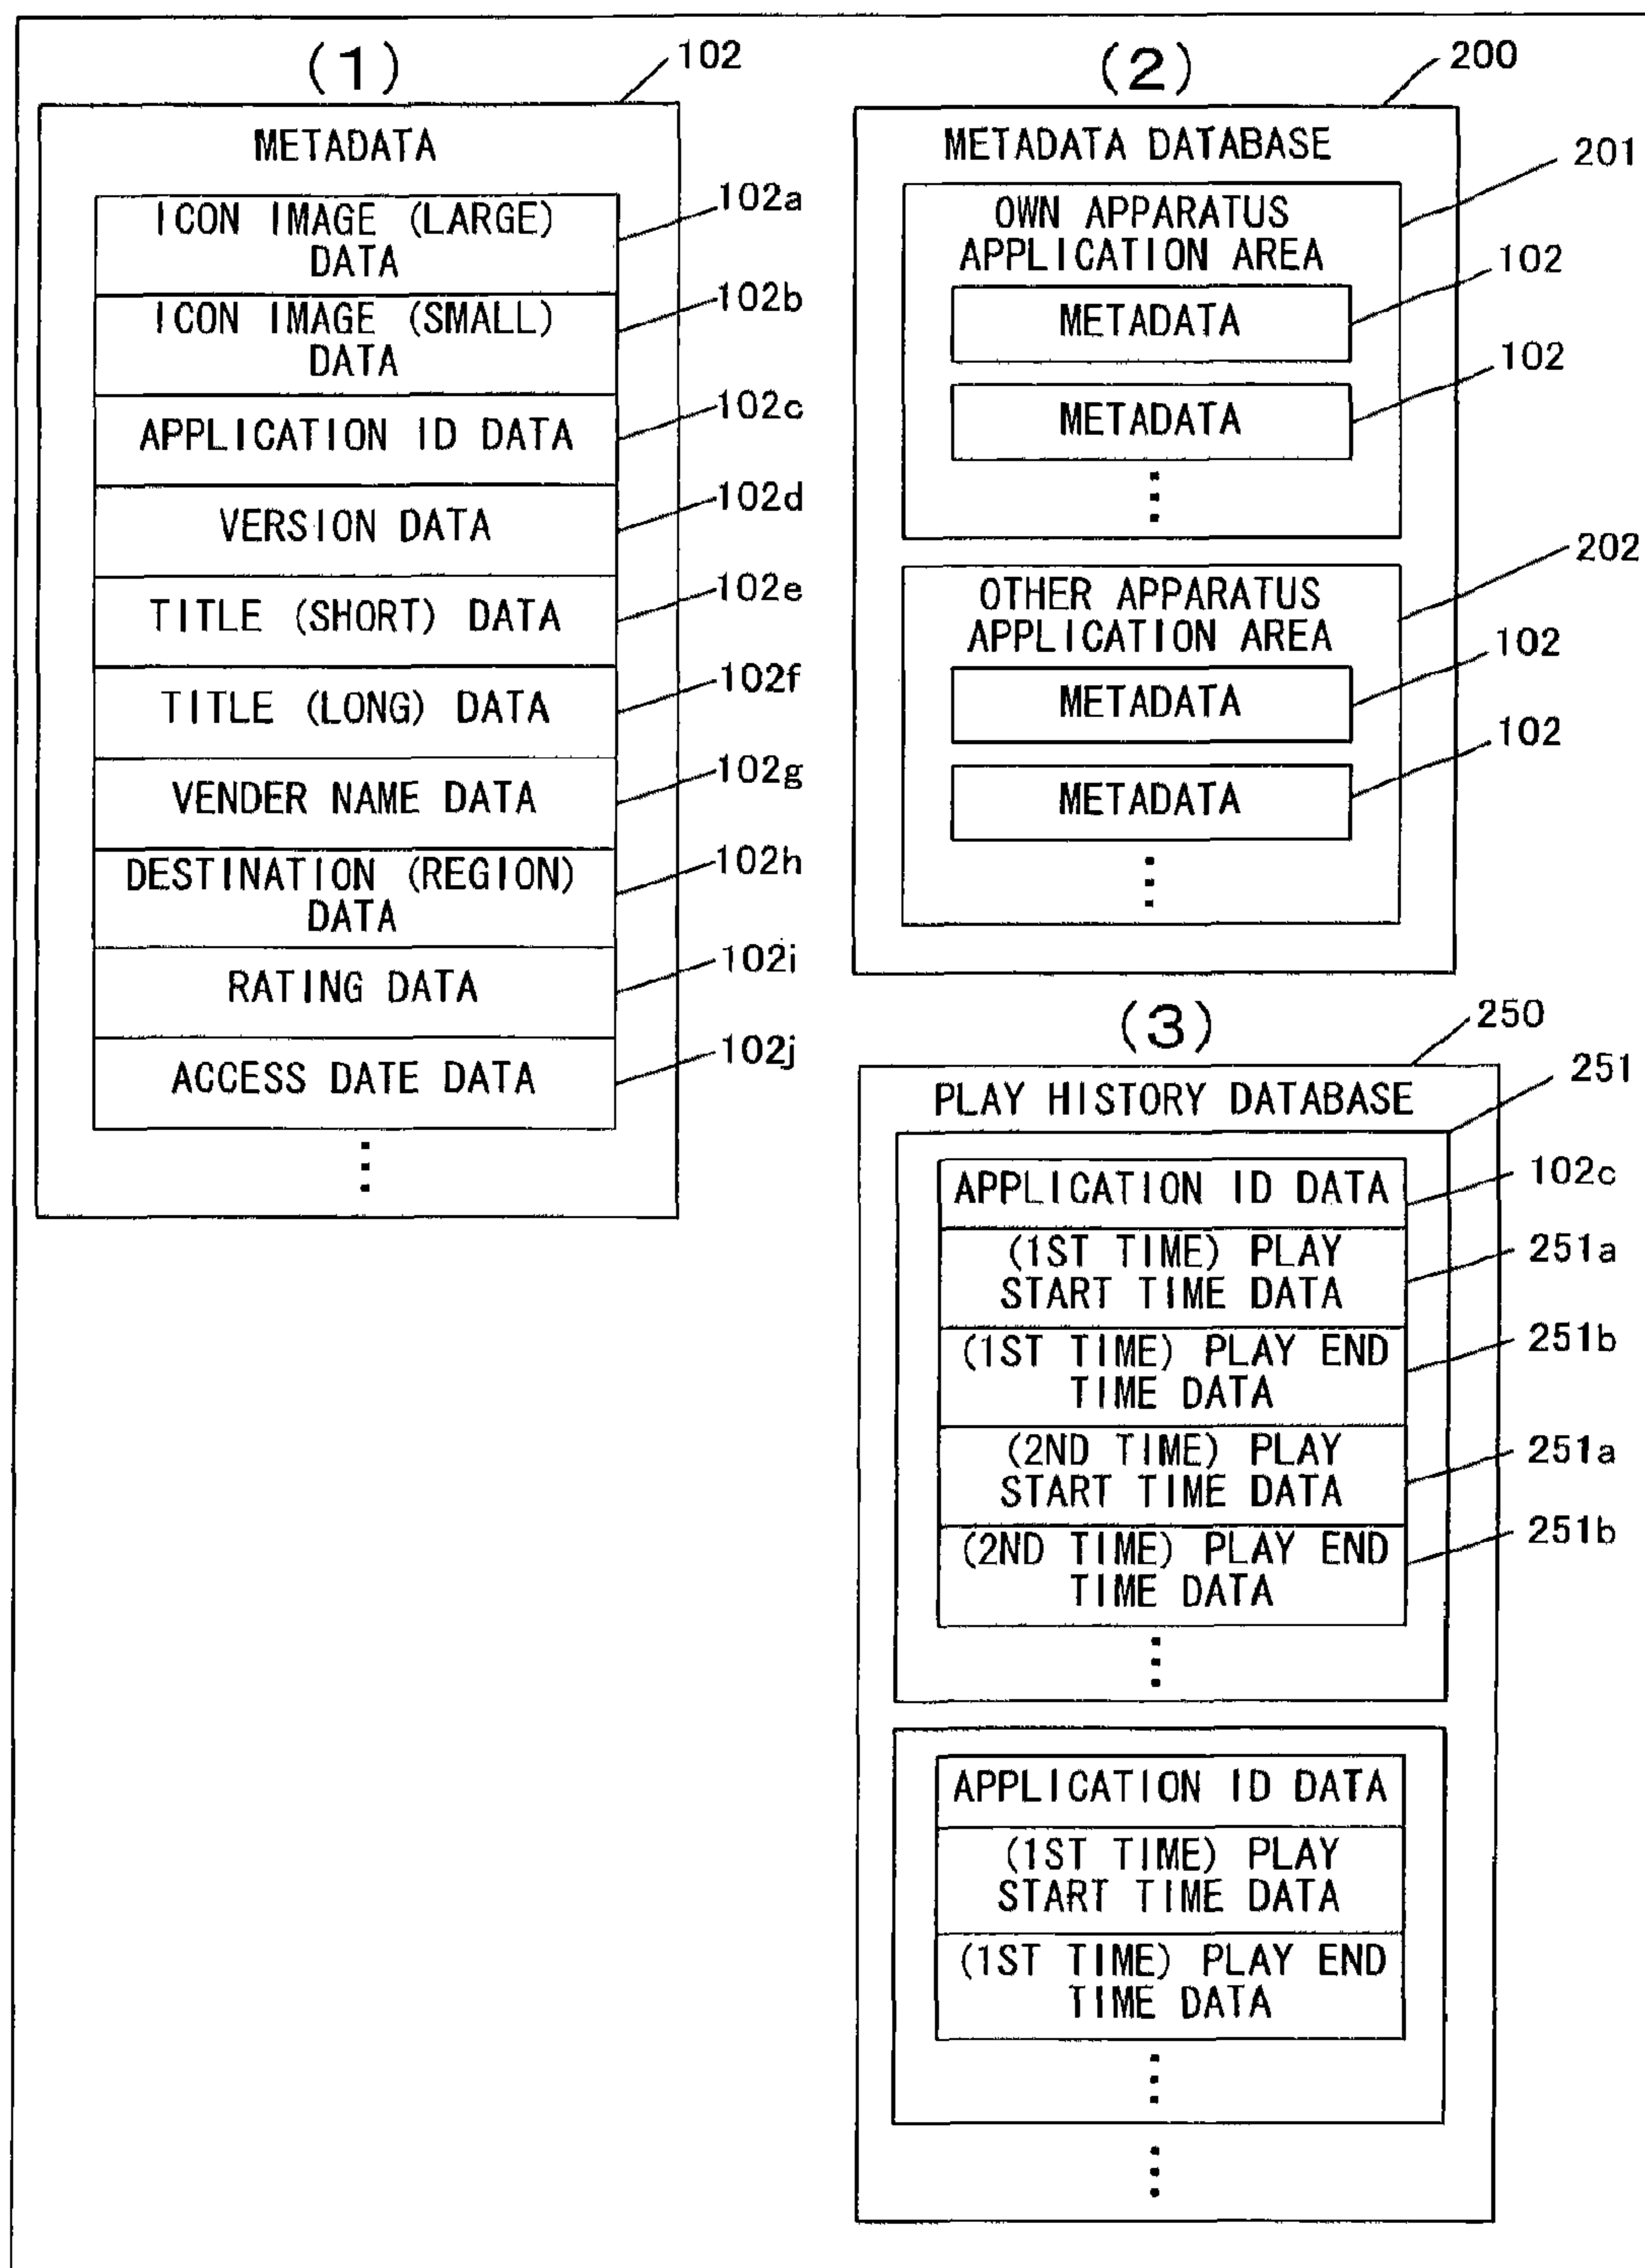 (1)
102
METADATA
ICON IMAGE (LARGE)
DATA
102a
ICON IMAGE (SMALL)
DATA
102b
APPLICATION ID DATA
102c
VERSION DATA
102d
TITLE (SHORT) DATA
102e
TITLE (LONG) DATA
102f
VENDER NAME DATA
102g
DESTINATION (REGION)
DATA
102h
RATING DATA
102i
ACCESS DATE DATA
102j
(2)
200
METADATA DATABASE
201
OWN APPARATUS
APPLICATION AREA
102
METADATA
102
METADATA
202
OTHER APPARATUS
APPLICATION AREA
102
METADATA
102
METADATA
(3)
250
PLAY HISTORY DATABASE
251
APPLICATION ID DATA
102c
(1ST TIME) PLAY
START TIME DATA
251a
(1ST TIME) PLAY END
TIME DATA
251b
(2ND TIME) PLAY
START TIME DATA
251a
(2ND TIME) PLAY END
TIME DATA
251b
APPLICATION ID DATA
(1ST TIME) PLAY
START TIME DATA
(1ST TIME) PLAY END
TIME DATA